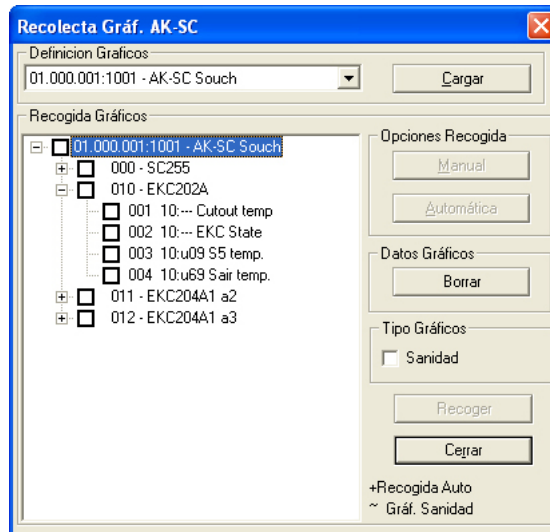 Recolecta Gráf. AK-SC
Definicion Graficos
01.000.001:1001 - AK-SC Souch
Cargar
Recogida Gráficos
01.000.001:1001 - AK-SC Souch
000 - SC255
010 - EKC202A
001 10:--- Cutout temp
002 10:--- EKC State
003 10:u09 S5 temp.
004 10:u69 Sair temp.
011 - EKC204A1 a2
012 - EKC204A1 a3
Opciones Recogida
Manual
Automática
Datos Gráficos
Borrar
Tipo Gráficos
Sanidad
Recoger
Cerrar
+Recogida Auto
~ Gráf. Sanidad